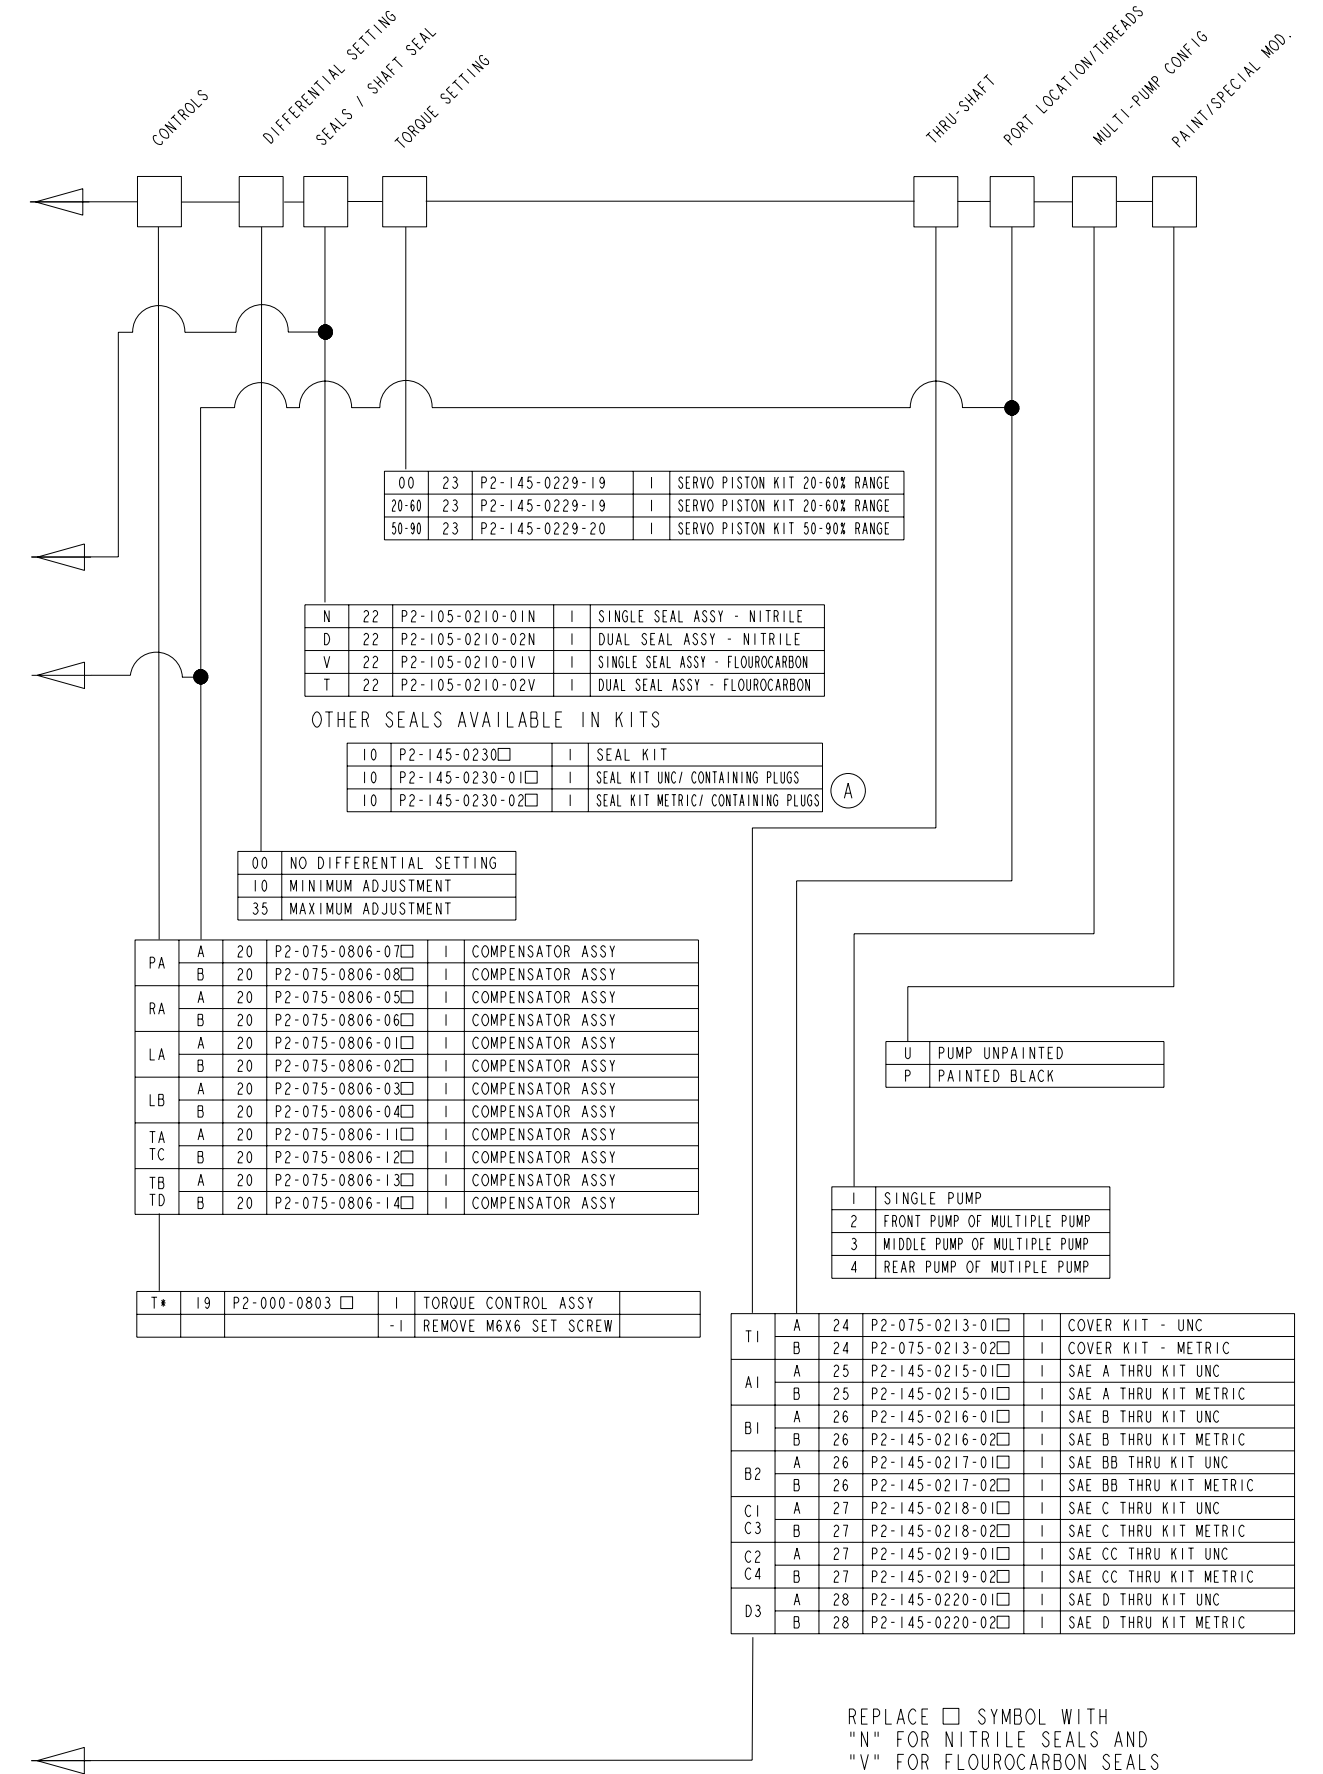 CONTROLS
DIFFERENTIAL SETTING
SEALS / SHAFT SEAL
TORQUE SETTING
THRU-SHAFT
PORT LOCATION/THREADS
MULTI-PUMP CONFIG
PAINT/SPECIAL MOD.
00 23 P2-145-0229-19 1 SERVO PISTON KIT 20-60% RANGE
20-60 23 P2-145-0229-19 1 SERVO PISTON KIT 20-60% RANGE
50-90 23 P2-145-0229-20 1 SERVO PISTON KIT 50-90% RANGE
N 22 P2-105-0210-01N 1 SINGLE SEAL ASSY - NITRILE
D 22 P2-105-0210-02N 1 DUAL SEAL ASSY - NITRILE
V 22 P2-105-0210-01V 1 SINGLE SEAL ASSY - FLOUROCARBON
T 22 P2-105-0210-02V 1 DUAL SEAL ASSY - FLOUROCARBON
OTHER SEALS AVAILABLE IN KITS
10 P2-145-0230□ 1 SEAL KIT
10 P2-145-0230-01□ 1 SEAL KIT UNC/ CONTAINING PLUGS
10 P2-145-0230-02□ 1 SEAL KIT METRIC/ CONTAINING PLUGS
A
00 NO DIFFERENTIAL SETTING
10 MINIMUM ADJUSTMENT
35 MAXIMUM ADJUSTMENT
PA A 20 P2-075-0806-07□ 1 COMPENSATOR ASSY
B 20 P2-075-0806-08□ 1 COMPENSATOR ASSY
RA A 20 P2-075-0806-05□ 1 COMPENSATOR ASSY
B 20 P2-075-0806-06□ 1 COMPENSATOR ASSY
LA A 20 P2-075-0806-01□ 1 COMPENSATOR ASSY
B 20 P2-075-0806-02□ 1 COMPENSATOR ASSY
LB A 20 P2-075-0806-03□ 1 COMPENSATOR ASSY
B 20 P2-075-0806-04□ 1 COMPENSATOR ASSY
TA A 20 P2-075-0806-11□ 1 COMPENSATOR ASSY
TC B 20 P2-075-0806-12□ 1 COMPENSATOR ASSY
TB A 20 P2-075-0806-13□ 1 COMPENSATOR ASSY
TD B 20 P2-075-0806-14□ 1 COMPENSATOR ASSY
U PUMP UNPAINTED
P PAINTED BLACK
1 SINGLE PUMP
2 FRONT PUMP OF MULTIPLE PUMP
3 MIDDLE PUMP OF MULTIPLE PUMP
4 REAR PUMP OF MUTIPLE PUMP
T* 19 P2-000-0803 □ 1 TORQUE CONTROL ASSY
-1 REMOVE M6X6 SET SCREW
T1 A 24 P2-075-0213-01□ 1 COVER KIT - UNC
B 24 P2-075-0213-02□ 1 COVER KIT - METRIC
A1 A 25 P2-145-0215-01□ 1 SAE A THRU KIT UNC
B 25 P2-145-0215-01□ 1 SAE A THRU KIT METRIC
B1 A 26 P2-145-0216-01□ 1 SAE B THRU KIT UNC
B 26 P2-145-0216-02□ 1 SAE B THRU KIT METRIC
B2 A 26 P2-145-0217-01□ 1 SAE BB THRU KIT UNC
B 26 P2-145-0217-02□ 1 SAE BB THRU KIT METRIC
C1 A 27 P2-145-0218-01□ 1 SAE C THRU KIT UNC
C3 B 27 P2-145-0218-02□ 1 SAE C THRU KIT METRIC
C2 A 27 P2-145-0219-01□ 1 SAE CC THRU KIT UNC
C4 B 27 P2-145-0219-02□ 1 SAE CC THRU KIT METRIC
D3 A 28 P2-145-0220-01□ 1 SAE D THRU KIT UNC
B 28 P2-145-0220-02□ 1 SAE D THRU KIT METRIC
REPLACE □ SYMBOL WITH
"N" FOR NITRILE SEALS AND
"V" FOR FLOUROCARBON SEALS